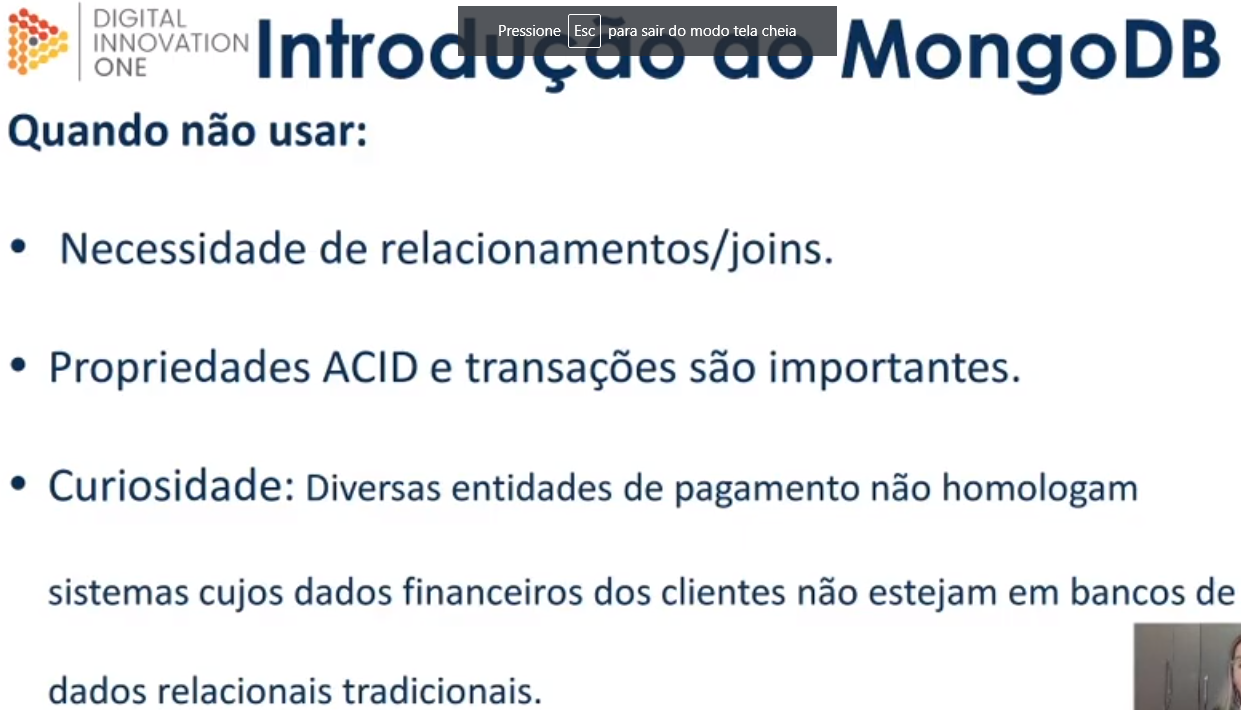 DIGITAL
INNOVATION
ONE
Introdução ao MongoDB
Pressione Esc para sair do modo tela cheia
Quando não usar:
• Necessidade de relacionamentos/joins.
• Propriedades ACID e transações são importantes.
• Curiosidade: Diversas entidades de pagamento não homologam
sistemas cujos dados financeiros dos clientes não estejam em bancos de
dados relacionais tradicionais.